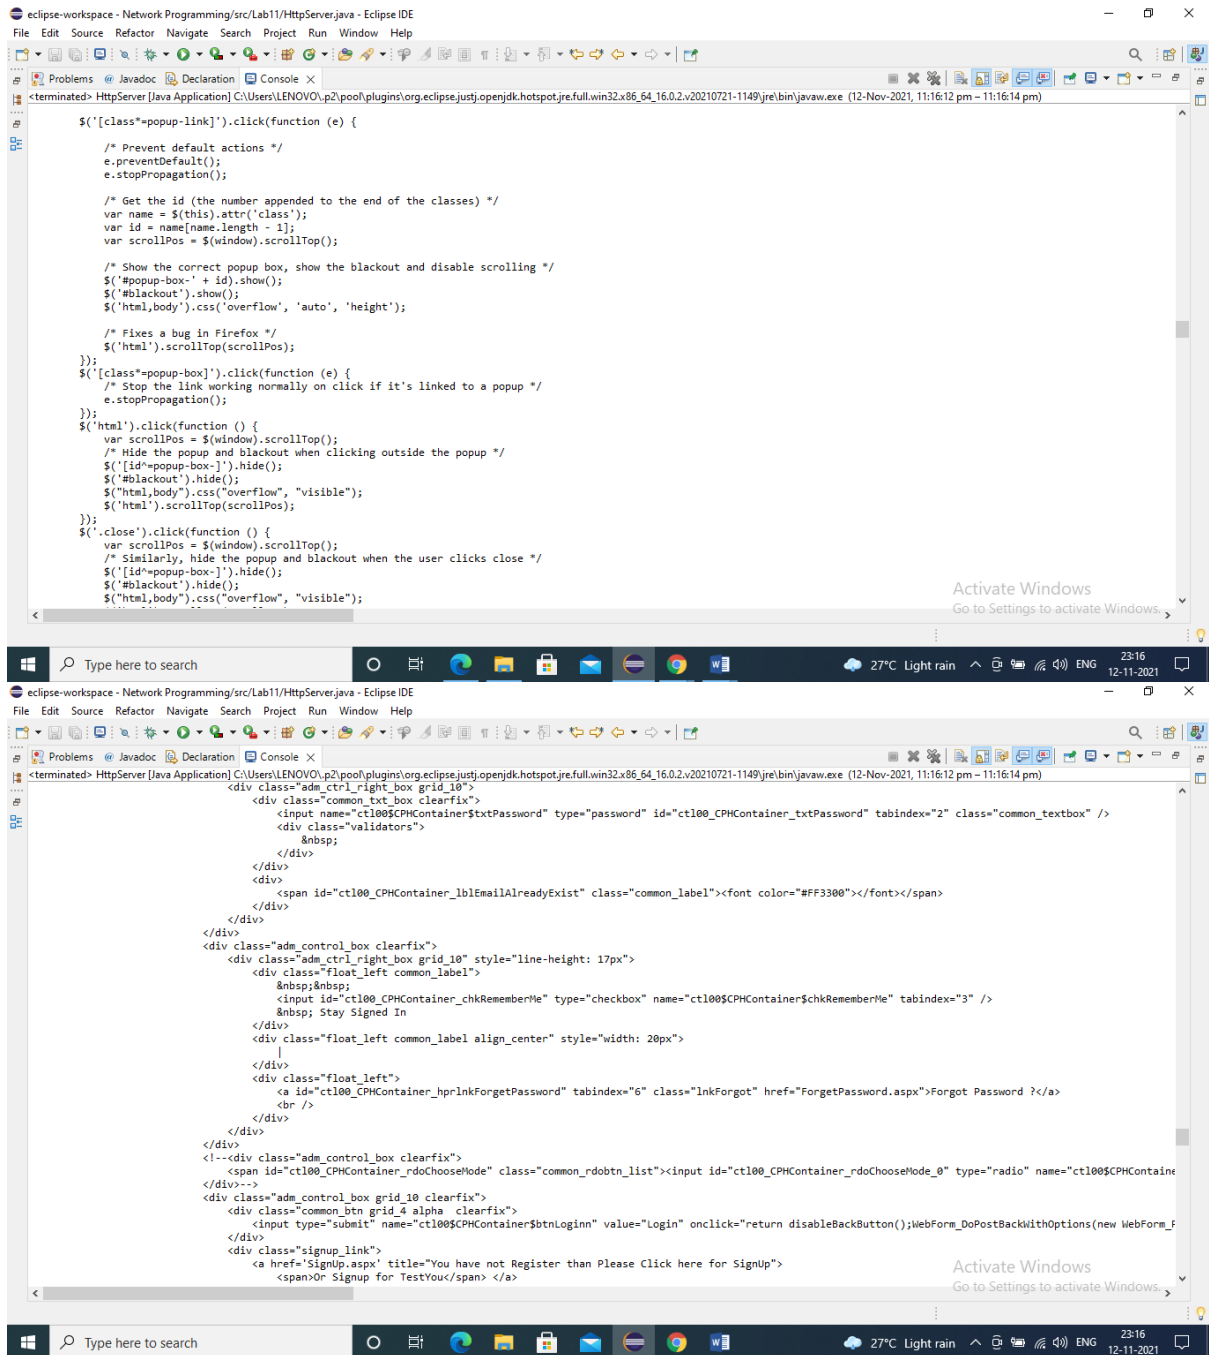 eclipse-workspace - Network Programming/src/Lab11/HttpServer.java - Eclipse IDE
File Edit Source Refactor Navigate Search Project Run Window Help
Problems @ Javadoc Declaration Console
<terminated> HttpServer [Java Application] C:\Users\LENOVO\.p2\pool\plugins\org.eclipse.justj.openjdk.hotspot.jre.full.win32.x86_64_16.0.2.v20210721-1149\jre\bin\javaw.exe (12-Nov-2021, 11:16:12 pm – 11:16:14 pm)
$('[class*=popup-link]').click(function (e) {
/* Prevent default actions */
e.preventDefault();
e.stopPropagation();
/* Get the id (the number appended to the end of the classes) */
var name = $(this).attr('class');
var id = name[name.length - 1];
var scrollPos = $(window).scrollTop();
/* Show the correct popup box, show the blackout and disable scrolling */
$('#popup-box-' + id).show();
$('#blackout').show();
$('html,body').css('overflow', 'auto', 'height');
/* Fixes a bug in Firefox */
$('html').scrollTop(scrollPos);
});
$('[class*=popup-box]').click(function (e) {
/* Stop the link working normally on click if it's linked to a popup */
e.stopPropagation();
});
$('html').click(function () {
var scrollPos = $(window).scrollTop();
/* Hide the popup and blackout when clicking outside the popup */
$('[id^=popup-box-]').hide();
$('#blackout').hide();
$("html,body").css("overflow", "visible");
$('html').scrollTop(scrollPos);
});
$('.close').click(function () {
var scrollPos = $(window).scrollTop();
/* Similarly, hide the popup and blackout when the user clicks close */
$('[id^=popup-box-]').hide();
$('#blackout').hide();
$("html,body").css("overflow", "visible");
Activate Windows
Go to Settings to activate Windows.
Type here to search
27°C Light rain
ENG
23:16
12-11-2021
eclipse-workspace - Network Programming/src/Lab11/HttpServer.java - Eclipse IDE
File Edit Source Refactor Navigate Search Project Run Window Help
Problems @ Javadoc Declaration Console
<terminated> HttpServer [Java Application] C:\Users\LENOVO\.p2\pool\plugins\org.eclipse.justj.openjdk.hotspot.jre.full.win32.x86_64_16.0.2.v20210721-1149\jre\bin\javaw.exe (12-Nov-2021, 11:16:12 pm – 11:16:14 pm)
<div class="adm_ctrl_right_box grid_10">
<div class="common_txt_box clearfix">
<input name="ctl00$CPHContainer$txtPassword" type="password" id="ctl00_CPHContainer_txtPassword" tabindex="2" class="common_textbox" />
<div class="validators">
&nbsp;
</div>
</div>
<div>
<span id="ctl00_CPHContainer_lblEmailAlreadyExist" class="common_label"><font color="#FF3300"></font></span>
</div>
</div>
</div>
<div class="adm_control_box clearfix">
<div class="adm_ctrl_right_box grid_10" style="line-height: 17px">
<div class="float_left common_label">
&nbsp;&nbsp;
<input id="ctl00_CPHContainer_chkRememberMe" type="checkbox" name="ctl00$CPHContainer$chkRememberMe" tabindex="3" />
&nbsp; Stay Signed In
</div>
<div class="float_left common_label align_center" style="width: 20px">
|
</div>
<div class="float_left">
<a id="ctl00_CPHContainer_hprlnkForgetPassword" tabindex="6" class="lnkForgot" href="ForgetPassword.aspx">Forgot Password ?</a>
<br />
</div>
</div>
</div>
<!--<div class="adm_control_box clearfix">
<span id="ctl00_CPHContainer_rdoChooseMode" class="common_rdobtn_list"><input id="ctl00_CPHContainer_rdoChooseMode_0" type="radio" name="ctl00$CPHContaine
</div>-->
<div class="adm_control_box grid_10 clearfix">
<div class="common_btn grid_4 alpha  clearfix">
<input type="submit" name="ctl00$CPHContainer$btnLoginn" value="Login" onclick="return disableBackButton();WebForm_DoPostBackWithOptions(new WebForm_P
</div>
<div class="signup_link">
<a href='SignUp.aspx' title="You have not Register than Please Click here for SignUp">
<span>Or Signup for TestYou</span> </a>
Activate Windows
Go to Settings to activate Windows.
Type here to search
27°C Light rain
ENG
23:16
12-11-2021